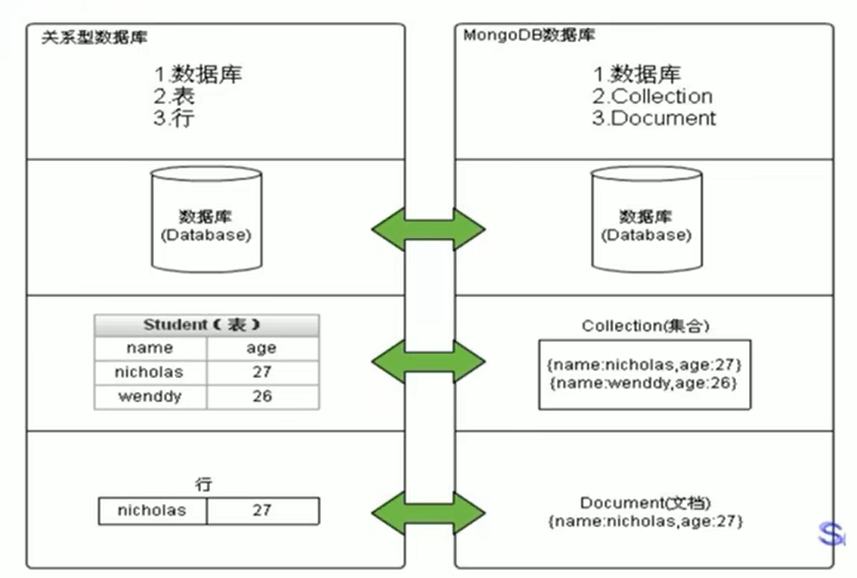 关系型数据库
1.数据库
2.表
3.行
MongoDB数据库
1.数据库
2.Collection
3.Document
数据库
(Database)
数据库
(Database)
Student(表)
name age
nicholas 27
wenddy 26
Collection(集合)
{name:nicholas,age:27}
{name:wenddy,age:26}
行
nicholas 27
Document(文档)
{name:nicholas,age:27}